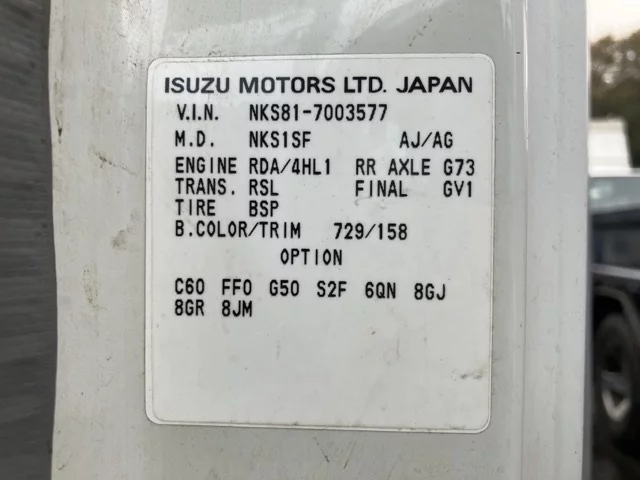 ISUZU MOTORS LTD. JAPAN
V.I.N. NKS81-7003577
M.D. NKS1SF AJ/AG
ENGINE RDA/4HL1 RR AXLE G73
TRANS. RSL FINAL GV1
TIRE BSP
B.COLOR/TRIM 729/158
OPTION
C60 FF0 G50 S2F 6QN 8GJ
8GR 8JM